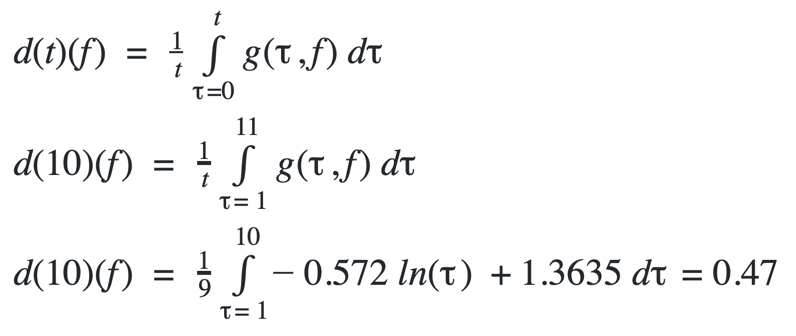 d(t)(f) = 1/t ∫_{τ=0}^{t} g(τ,f) dτ
d(10)(f) = 1/t ∫_{τ=1}^{11} g(τ,f) dτ
d(10)(f) = 1/9 ∫_{τ=1}^{10} − 0.572 ln(τ) + 1.3635 dτ = 0.47